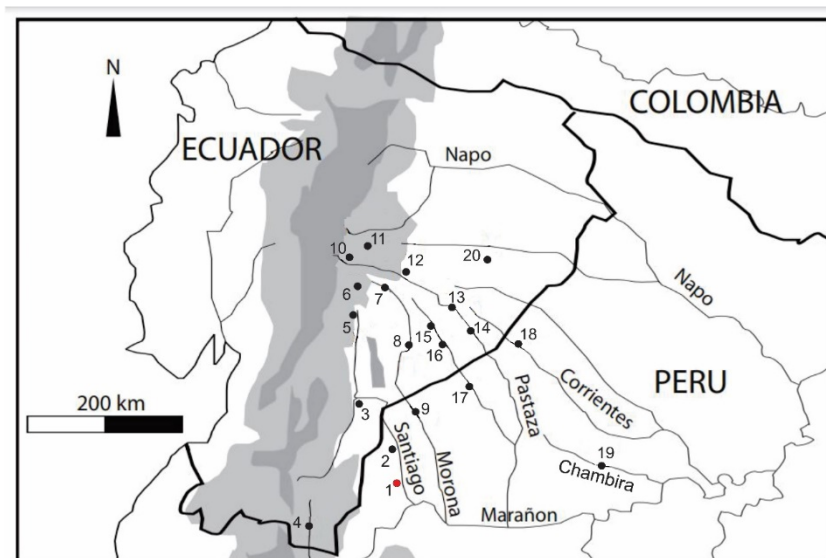 N
COLOMBIA
ECUADOR
Napo
11
10
12
20
Napo
6
7
13
5
15
14
18
8
16
PERU
17
Corrientes
Pastaza
200 km
3
9
Santiago
Morona
2
19
Chambira
1
Marañon
4